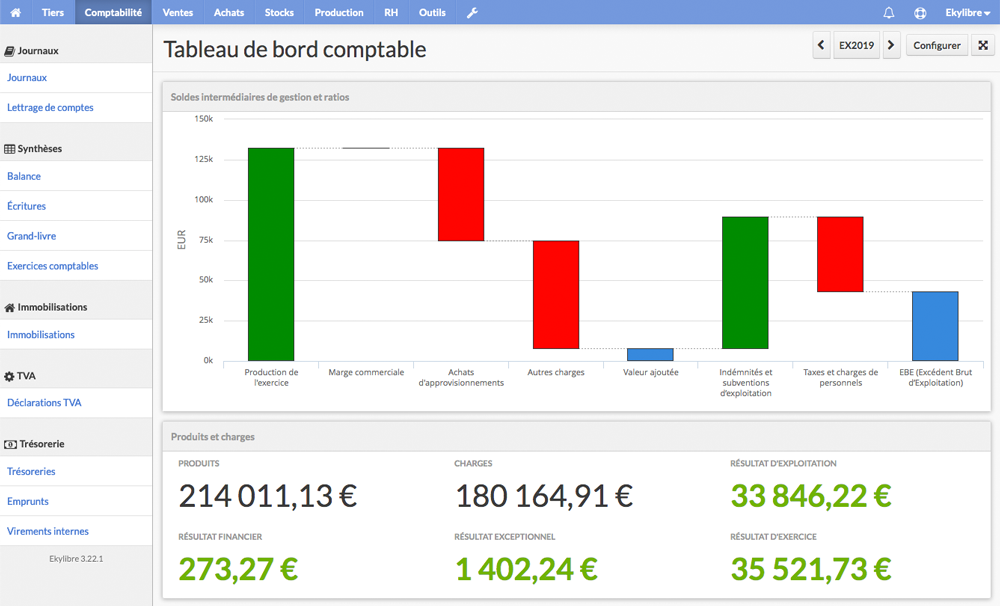 Tiers Comptabilité Ventes Achats Stocks Production RH Outils Ekylibre
Journaux
Journaux
Lettrage de comptes
Synthèses
Balance
Écritures
Grand-livre
Exercices comptables
Immobilisations
Immobilisations
TVA
Déclarations TVA
Trésorerie
Trésoreries
Emprunts
Virements internes
Ekylibre 3.22.1
Tableau de bord comptable
EX2019
Configurer
Soldes intermédiaires de gestion et ratios
EUR
150k
125k
100k
75k
50k
25k
0k
Production de
l'exercice
Marge commerciale
Achats
d'approvisionnements
Autres charges
Valeur ajoutée
Indémnités et
subventions
d'exploitation
Taxes et charges de
personnels
EBE (Excédent Brut
d'Exploitation)
Produits et charges
PRODUITS CHARGES RÉSULTAT D'EXPLOITATION
214 011,13 € 180 164,91 € 33 846,22 €
RÉSULTAT FINANCIER RÉSULTAT EXCEPTIONNEL RÉSULTAT D'EXERCICE
273,27 € 1 402,24 € 35 521,73 €